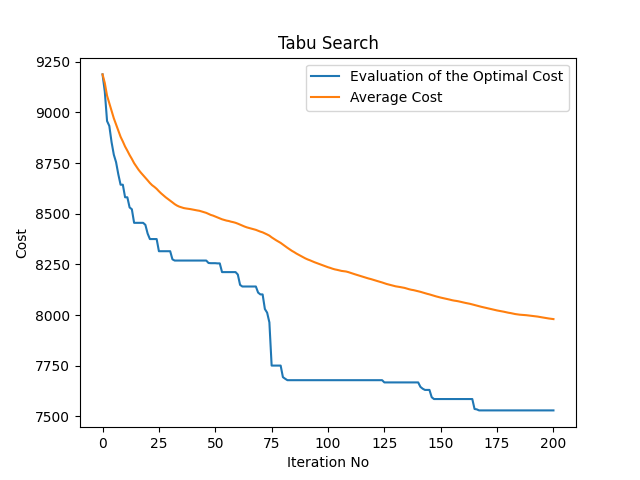 Tabu Search
Evaluation of the Optimal Cost
Average Cost
Cost
9250
9000
8750
8500
8250
8000
7750
7500
0 25 50 75 100 125 150 175 200
Iteration No